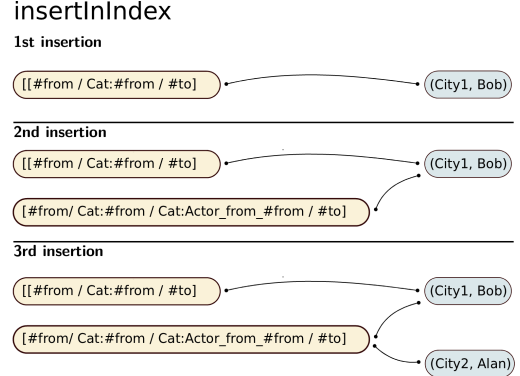 insertInIndex
1st insertion
[[#from / Cat:#from / #to] (City1, Bob)
2nd insertion
[[#from / Cat:#from / #to] (City1, Bob)
[#from/ Cat:#from / Cat:Actor_from_#from / #to]
3rd insertion
[[#from / Cat:#from / #to] (City1, Bob)
[#from/ Cat:#from / Cat:Actor_from_#from / #to]
(City2, Alan)